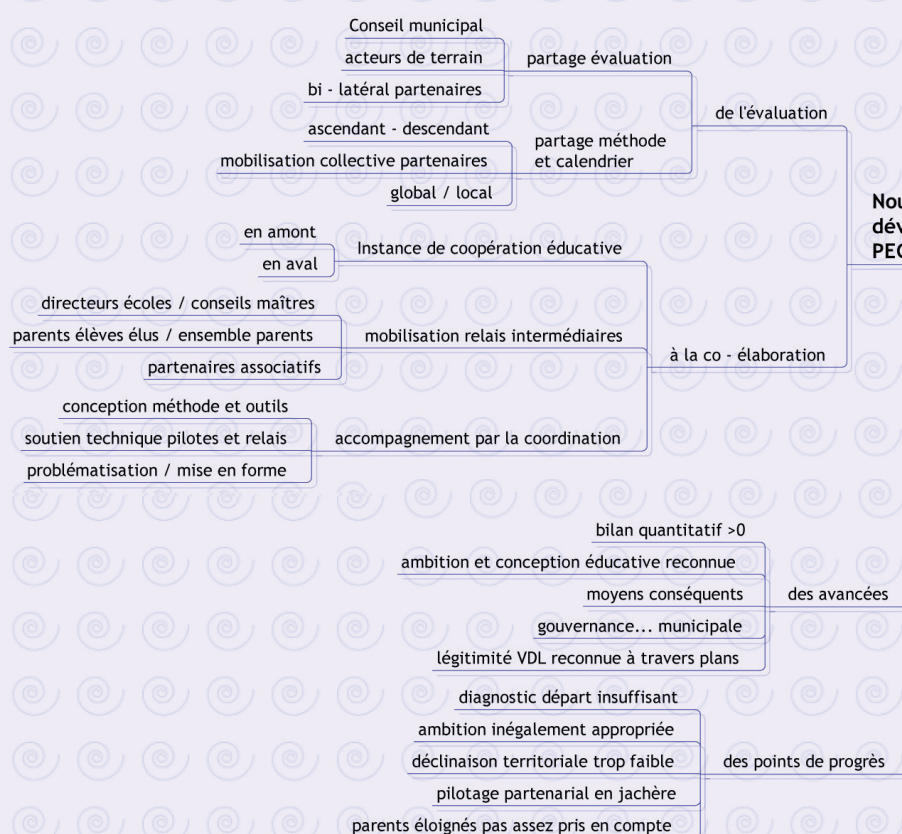 Conseil municipal
acteurs de terrain
bi - latéral partenaires
partage évaluation
ascendant - descendant
mobilisation collective partenaires
global / local
partage méthode
et calendrier
de l'évaluation
en amont
en aval
Instance de coopération éducative
directeurs écoles / conseils maîtres
parents élèves élus / ensemble parents
partenaires associatifs
mobilisation relais intermédiaires
conception méthode et outils
soutien technique pilotes et relais
problématisation / mise en forme
accompagnement par la coordination
à la co - élaboration
bilan quantitatif >0
ambition et conception éducative reconnue
moyens conséquents
gouvernance... municipale
légitimité VDL reconnue à travers plans
des avancées
diagnostic départ insuffisant
ambition inégalement appropriée
déclinaison territoriale trop faible
pilotage partenarial en jachère
parents éloignés pas assez pris en compte
des points de progrès